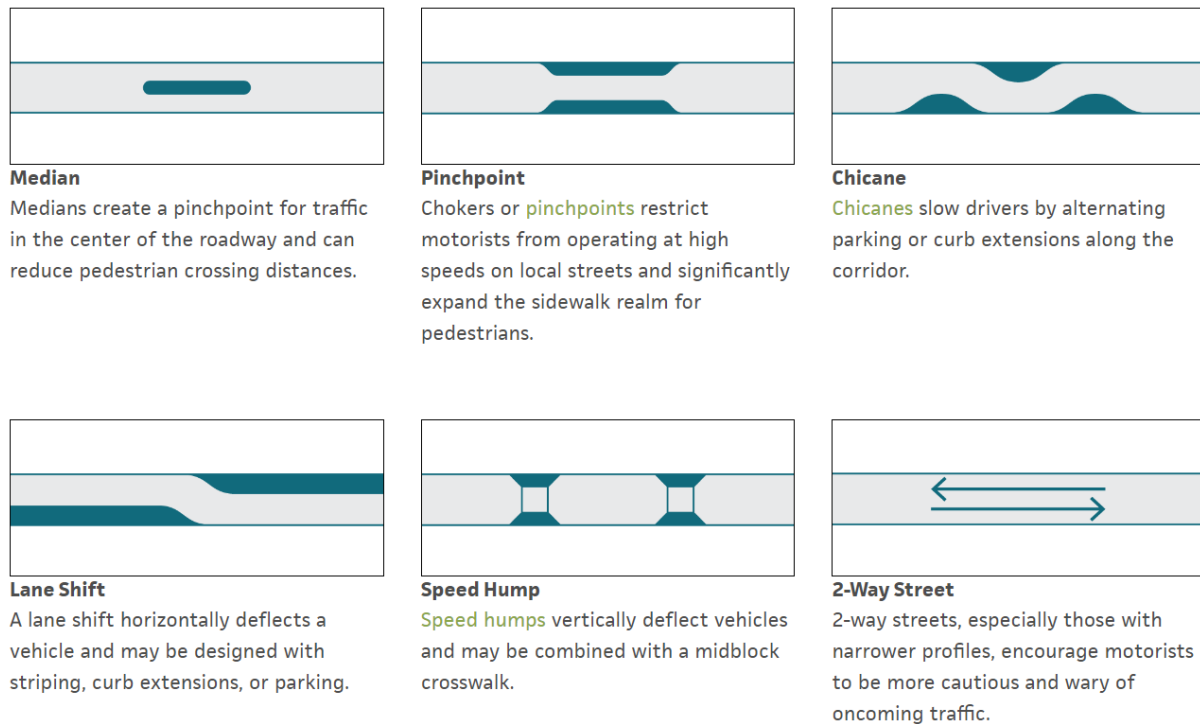 Median
Medians create a pinchpoint for traffic
in the center of the roadway and can
reduce pedestrian crossing distances.
Pinchpoint
Chokers or pinchpoints restrict
motorists from operating at high
speeds on local streets and significantly
expand the sidewalk realm for
pedestrians.
Chicane
Chicanes slow drivers by alternating
parking or curb extensions along the
corridor.
Lane Shift
A lane shift horizontally deflects a
vehicle and may be designed with
striping, curb extensions, or parking.
Speed Hump
Speed humps vertically deflect vehicles
and may be combined with a midblock
crosswalk.
2-Way Street
2-way streets, especially those with
narrower profiles, encourage motorists
to be more cautious and wary of
oncoming traffic.